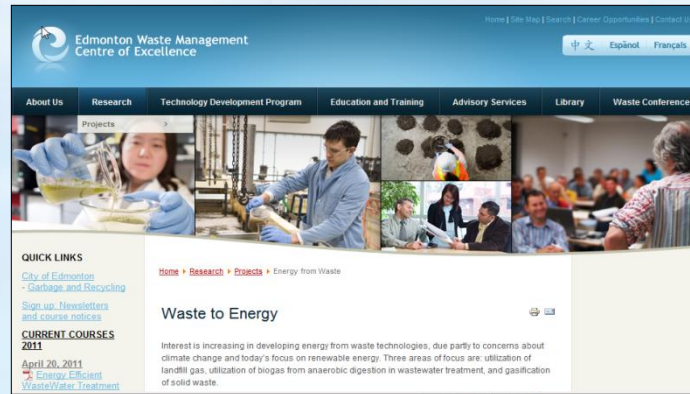 Home | Site Map | Search | Career Opportunities | Contact Us
Edmonton Waste Management
Centre of Excellence
中文 Espãnol Français
About Us Research Technology Development Program Education and Training Advisory Services Library Waste Conference
Projects >
QUICK LINKS
City of Edmonton
- Garbage and Recycling
Sign up: Newsletters
and course notices
CURRENT COURSES
2011
April 20, 2011
Energy Efficient
WasteWater Treatment
Home ▸ Research ▸ Projects ▸ Energy from Waste
Waste to Energy
Interest is increasing in developing energy from waste technologies, due partly to concerns about
climate change and today's focus on renewable energy. Three areas of focus are: utilization of
landfill gas, utilization of biogas from anaerobic digestion in wastewater treatment, and gasification
of solid waste.